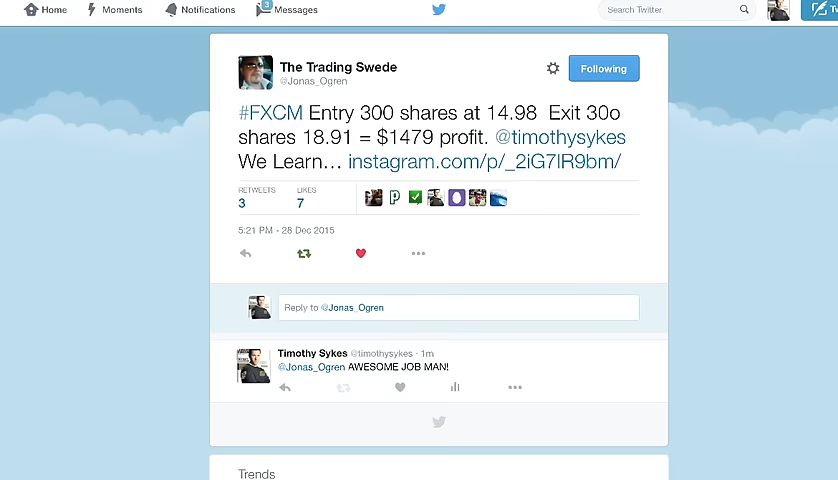 Home Moments Notifications 3 Messages Search Twitter Tw
The Trading Swede
@Jonas_Ogren
Following
#FXCM Entry 300 shares at 14.98 Exit 30o
shares 18.91 = $1479 profit. @timothysykes
We Learn... instagram.com/p/_2iG7lR9bm/
RETWEETS LIKES
3 7
5:21 PM - 28 Dec 2015
Reply to @Jonas_Ogren
Timothy Sykes @timothysykes · 1m
@Jonas_Ogren AWESOME JOB MAN!
Trends